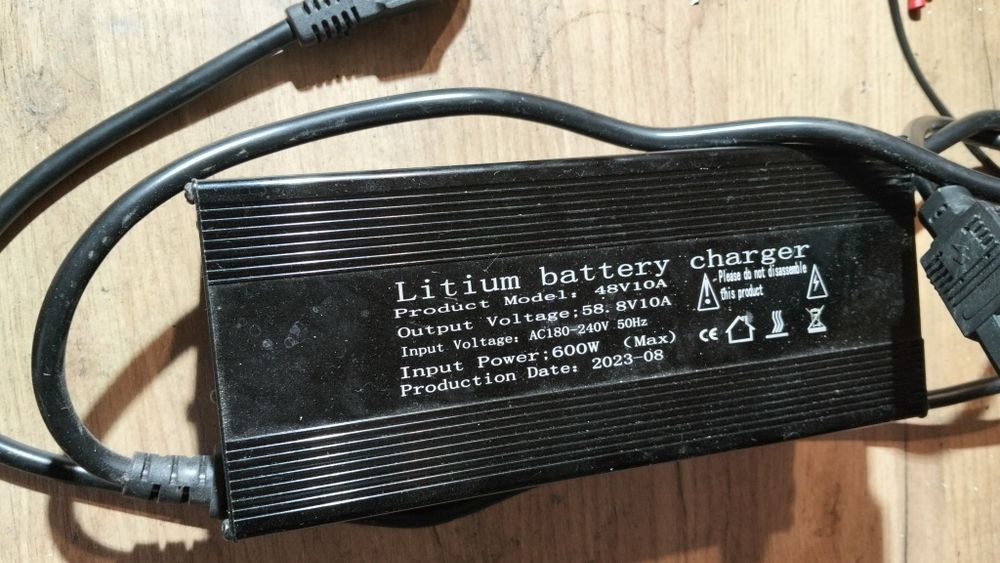 Litium battery charger
Product Model: 48V10A
Output Voltage;58.8V10A
Input Voltage: AC180-240V 50Hz
Input Power;600W (Max)
Production Date: 2023-08
Please do not disassemble
this product
CE